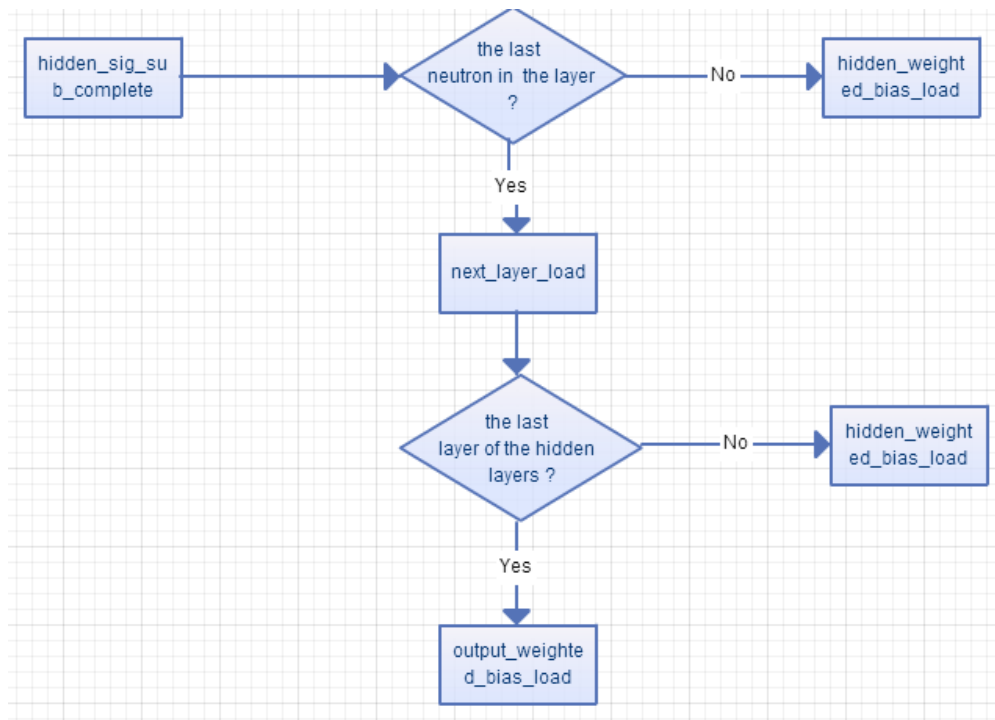 hidden_sig_su
b_complete
the last
neutron in the layer
?
No
hidden_weight
ed_bias_load
Yes
next_layer_load
the last
layer of the hidden
layers ?
No
hidden_weight
ed_bias_load
Yes
output_weighte
d_bias_load